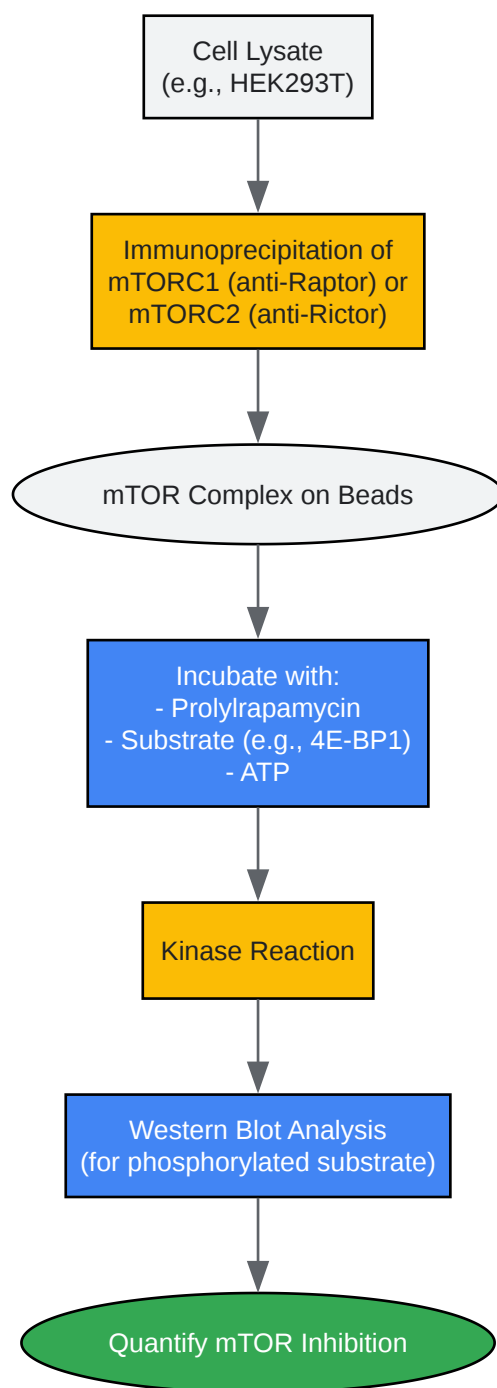 Cell Lysate
(e.g., HEK293T)
Immunoprecipitation of
mTORC1 (anti-Raptor) or
mTORC2 (anti-Rictor)
mTOR Complex on Beads
Incubate with:
- Prolylrapamycin
- Substrate (e.g., 4E-BP1)
- ATP
Kinase Reaction
Western Blot Analysis
(for phosphorylated substrate)
Quantify mTOR Inhibition